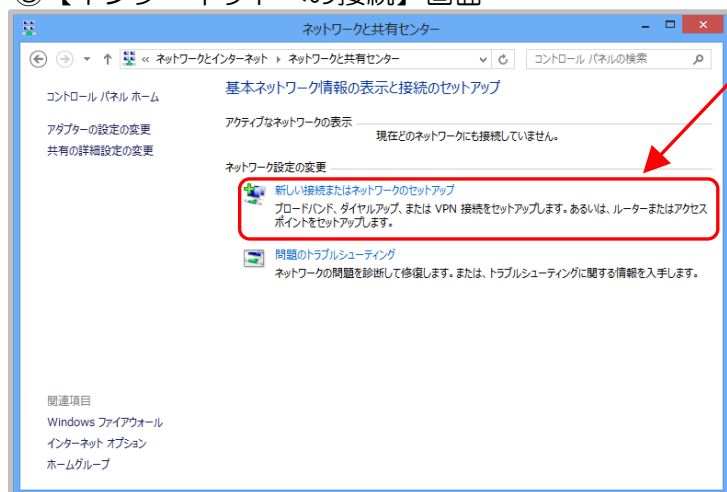 【インターネットへの接続】画面
ネットワークと共有センター
« ネットワークとインターネット ▸ ネットワークと共有センター
コントロール パネルの検索
コントロール パネル ホーム
アダプターの設定の変更
共有の詳細設定の変更
基本ネットワーク情報の表示と接続のセットアップ
アクティブなネットワークの表示
現在どのネットワークにも接続していません。
ネットワーク設定の変更
新しい接続またはネットワークのセットアップ
ブロードバンド、ダイヤルアップ、または VPN 接続をセットアップします。あるいは、ルーターまたはアクセス
ポイントをセットアップします。
問題のトラブルシューティング
ネットワークの問題を診断して修復します。または、トラブルシューティングに関する情報を入手します。
関連項目
Windows ファイアウォール
インターネット オプション
ホームグループ